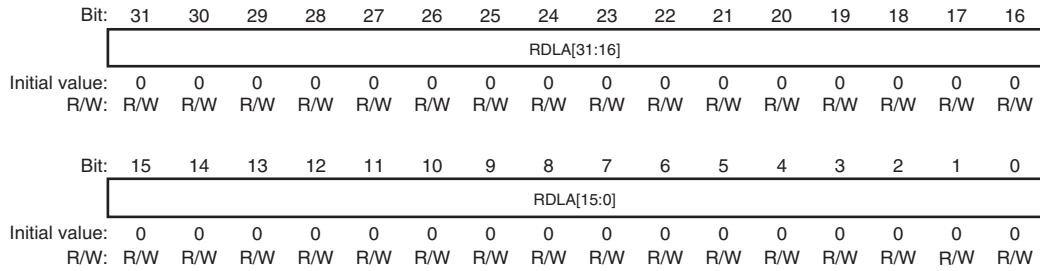 Bit: 31 30 29 28 27 26 25 24 23 22 21 20 19 18 17 16
RDLA[31:16]
Initial value: 0 0 0 0 0 0 0 0 0 0 0 0 0 0 0 0
R/W: R/W R/W R/W R/W R/W R/W R/W R/W R/W R/W R/W R/W R/W R/W R/W R/W
Bit: 15 14 13 12 11 10 9 8 7 6 5 4 3 2 1 0
RDLA[15:0]
Initial value: 0 0 0 0 0 0 0 0 0 0 0 0 0 0 0 0
R/W: R/W R/W R/W R/W R/W R/W R/W R/W R/W R/W R/W R/W R/W R/W R/W R/W